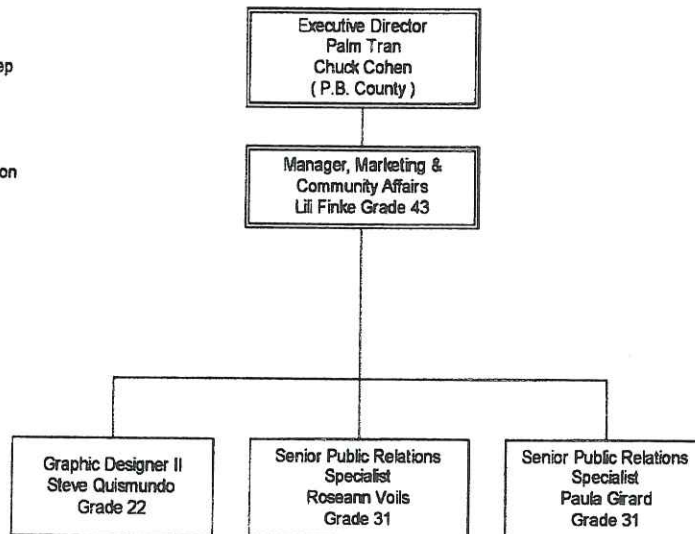 ep
on
Executive Director
Palm Tran
Chuck Cohen
( P.B. County )
Manager, Marketing &
Community Affairs
Lili Finke Grade 43
Graphic Designer II
Steve Quismundo
Grade 22
Senior Public Relations
Specialist
Roseann Voils
Grade 31
Senior Public Relations
Specialist
Paula Girard
Grade 31